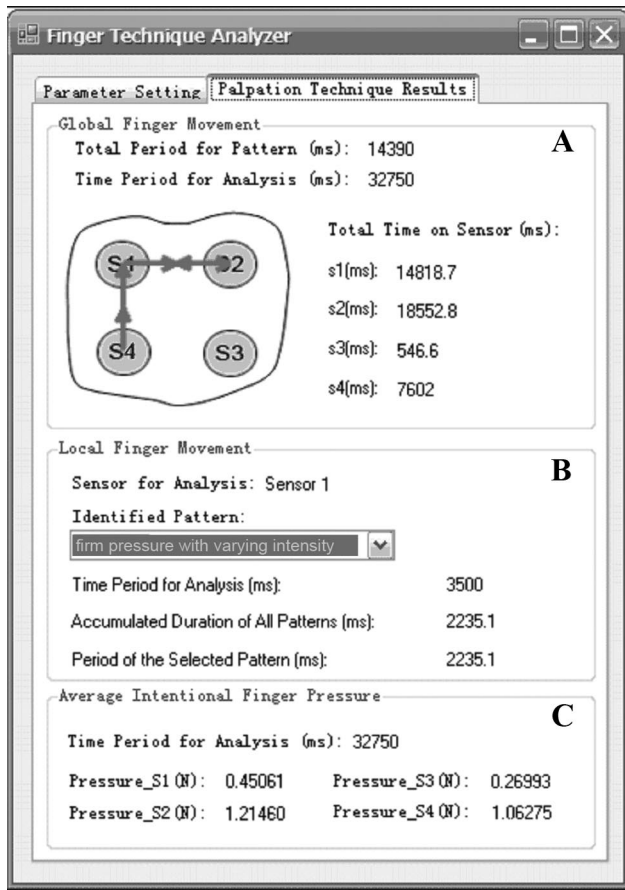 Finger Technique Analyzer
Parameter Setting Palpation Technique Results
Global Finger Movement
A
Total Period for Pattern (ms): 14390
Time Period for Analysis (ms): 32750
Total Time on Sensor (ms):
S1 S2
S4 S3
s1(ms): 14818.7
s2(ms): 18552.8
s3(ms): 546.6
s4(ms): 7602
Local Finger Movement
B
Sensor for Analysis: Sensor 1
Identified Pattern:
firm pressure with varying intensity
Time Period for Analysis (ms): 3500
Accumulated Duration of All Patterns (ms): 2235.1
Period of the Selected Pattern (ms): 2235.1
Average Intentional Finger Pressure
C
Time Period for Analysis (ms): 32750
Pressure_S1(N): 0.45061 Pressure_S3(N): 0.26993
Pressure_S2(N): 1.21460 Pressure_S4(N): 1.06275